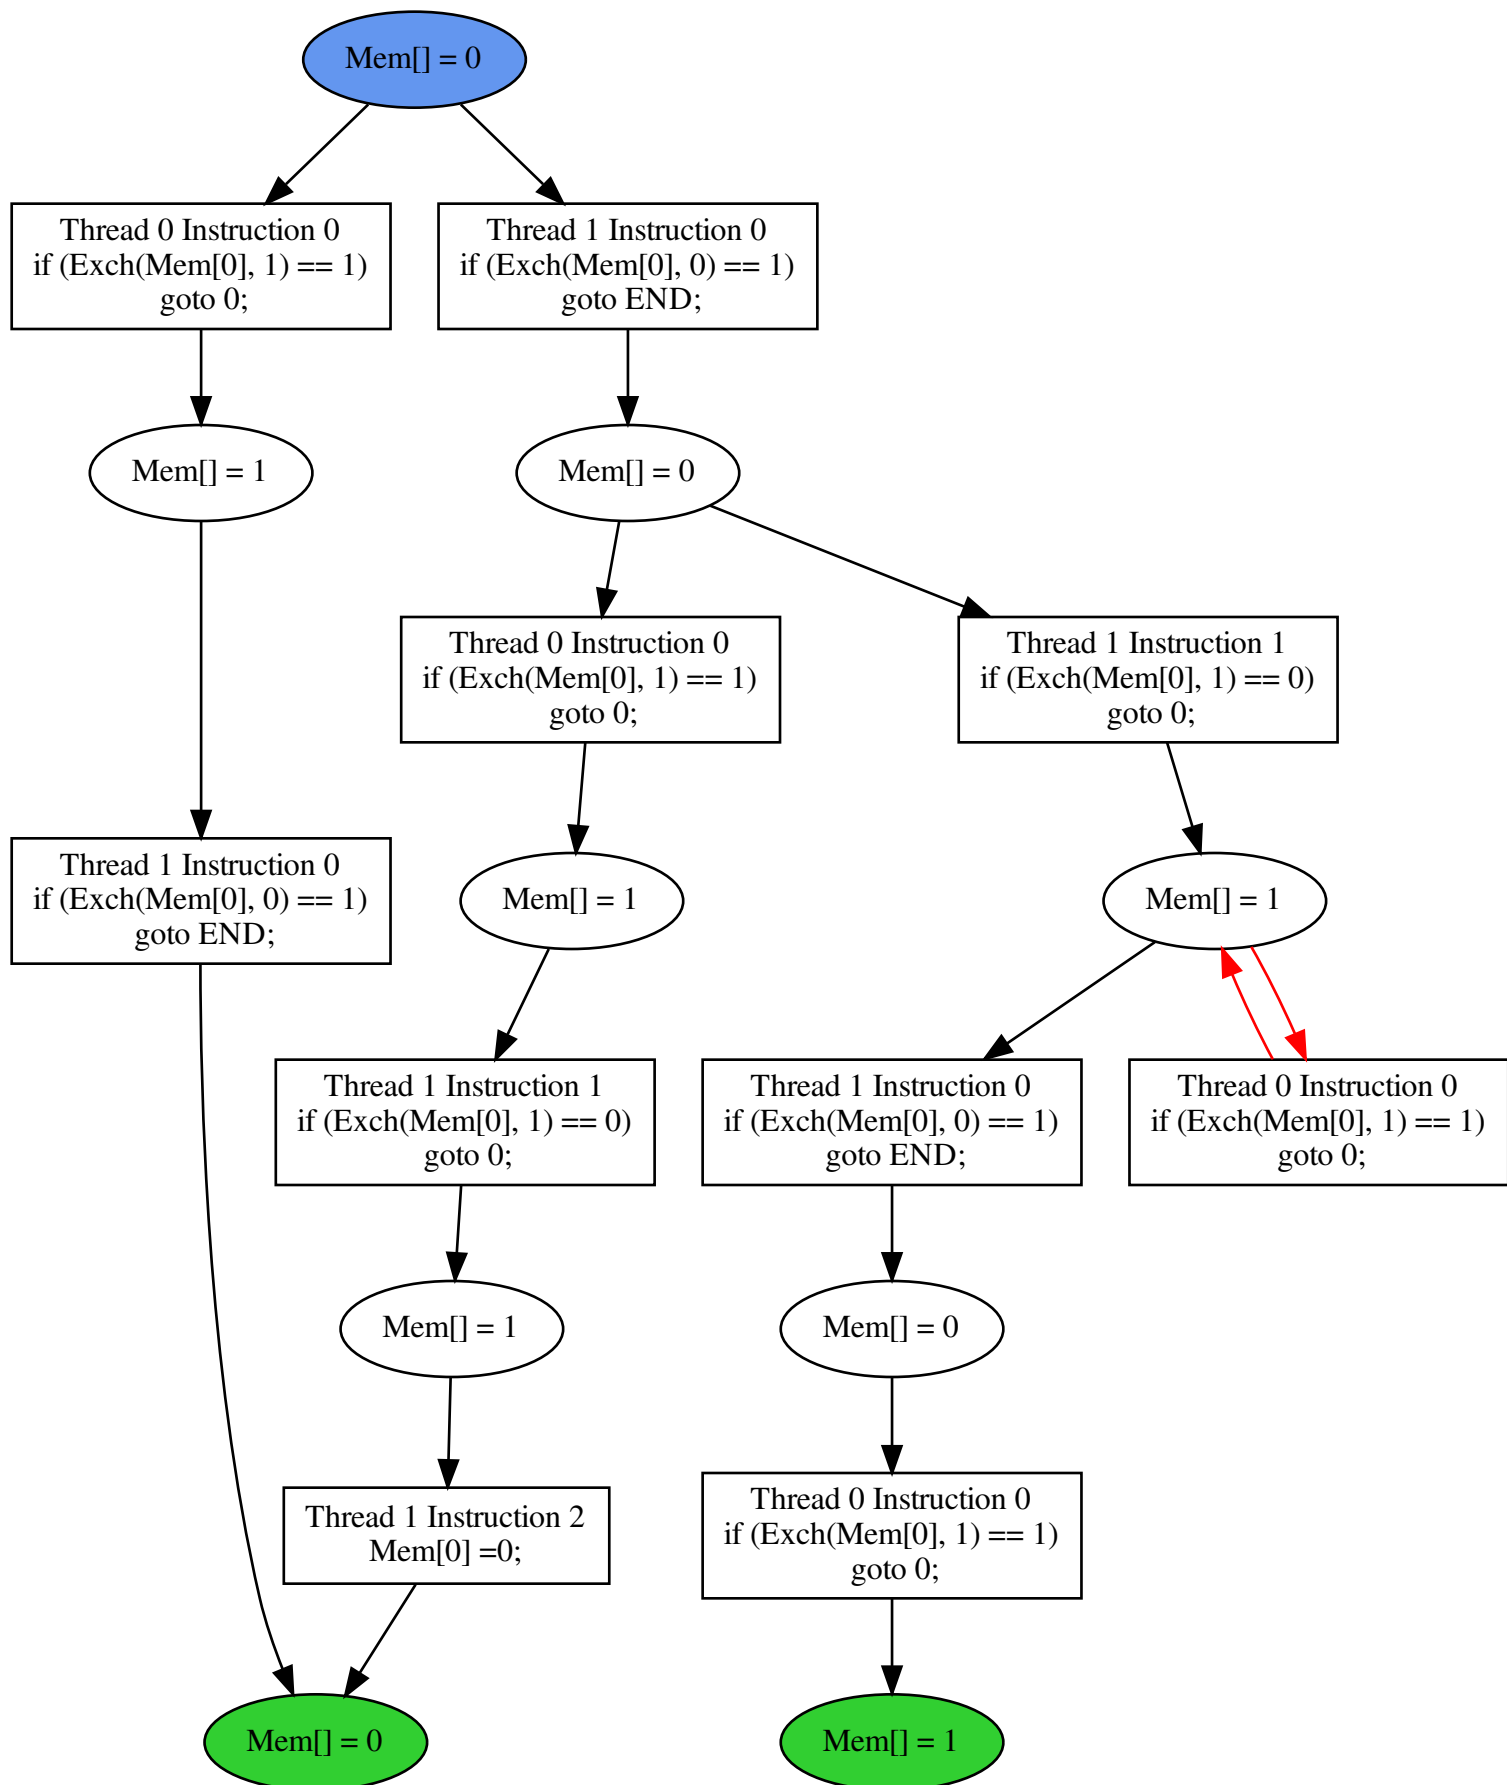 Mem[] = 0
Thread 0 Instruction 0
if (Exch(Mem[0], 1) == 1)
goto 0;
Thread 1 Instruction 0
if (Exch(Mem[0], 0) == 1)
goto END;
Mem[] = 1
Mem[] = 0
Thread 0 Instruction 0
if (Exch(Mem[0], 1) == 1)
goto 0;
Thread 1 Instruction 1
if (Exch(Mem[0], 1) == 0)
goto 0;
Thread 1 Instruction 0
if (Exch(Mem[0], 0) == 1)
goto END;
Mem[] = 1
Mem[] = 1
Thread 1 Instruction 1
if (Exch(Mem[0], 1) == 0)
goto 0;
Thread 1 Instruction 0
if (Exch(Mem[0], 0) == 1)
goto END;
Thread 0 Instruction 0
if (Exch(Mem[0], 1) == 1)
goto 0;
Mem[] = 1
Mem[] = 0
Thread 1 Instruction 2
Mem[0] =0;
Thread 0 Instruction 0
if (Exch(Mem[0], 1) == 1)
goto 0;
Mem[] = 0
Mem[] = 1